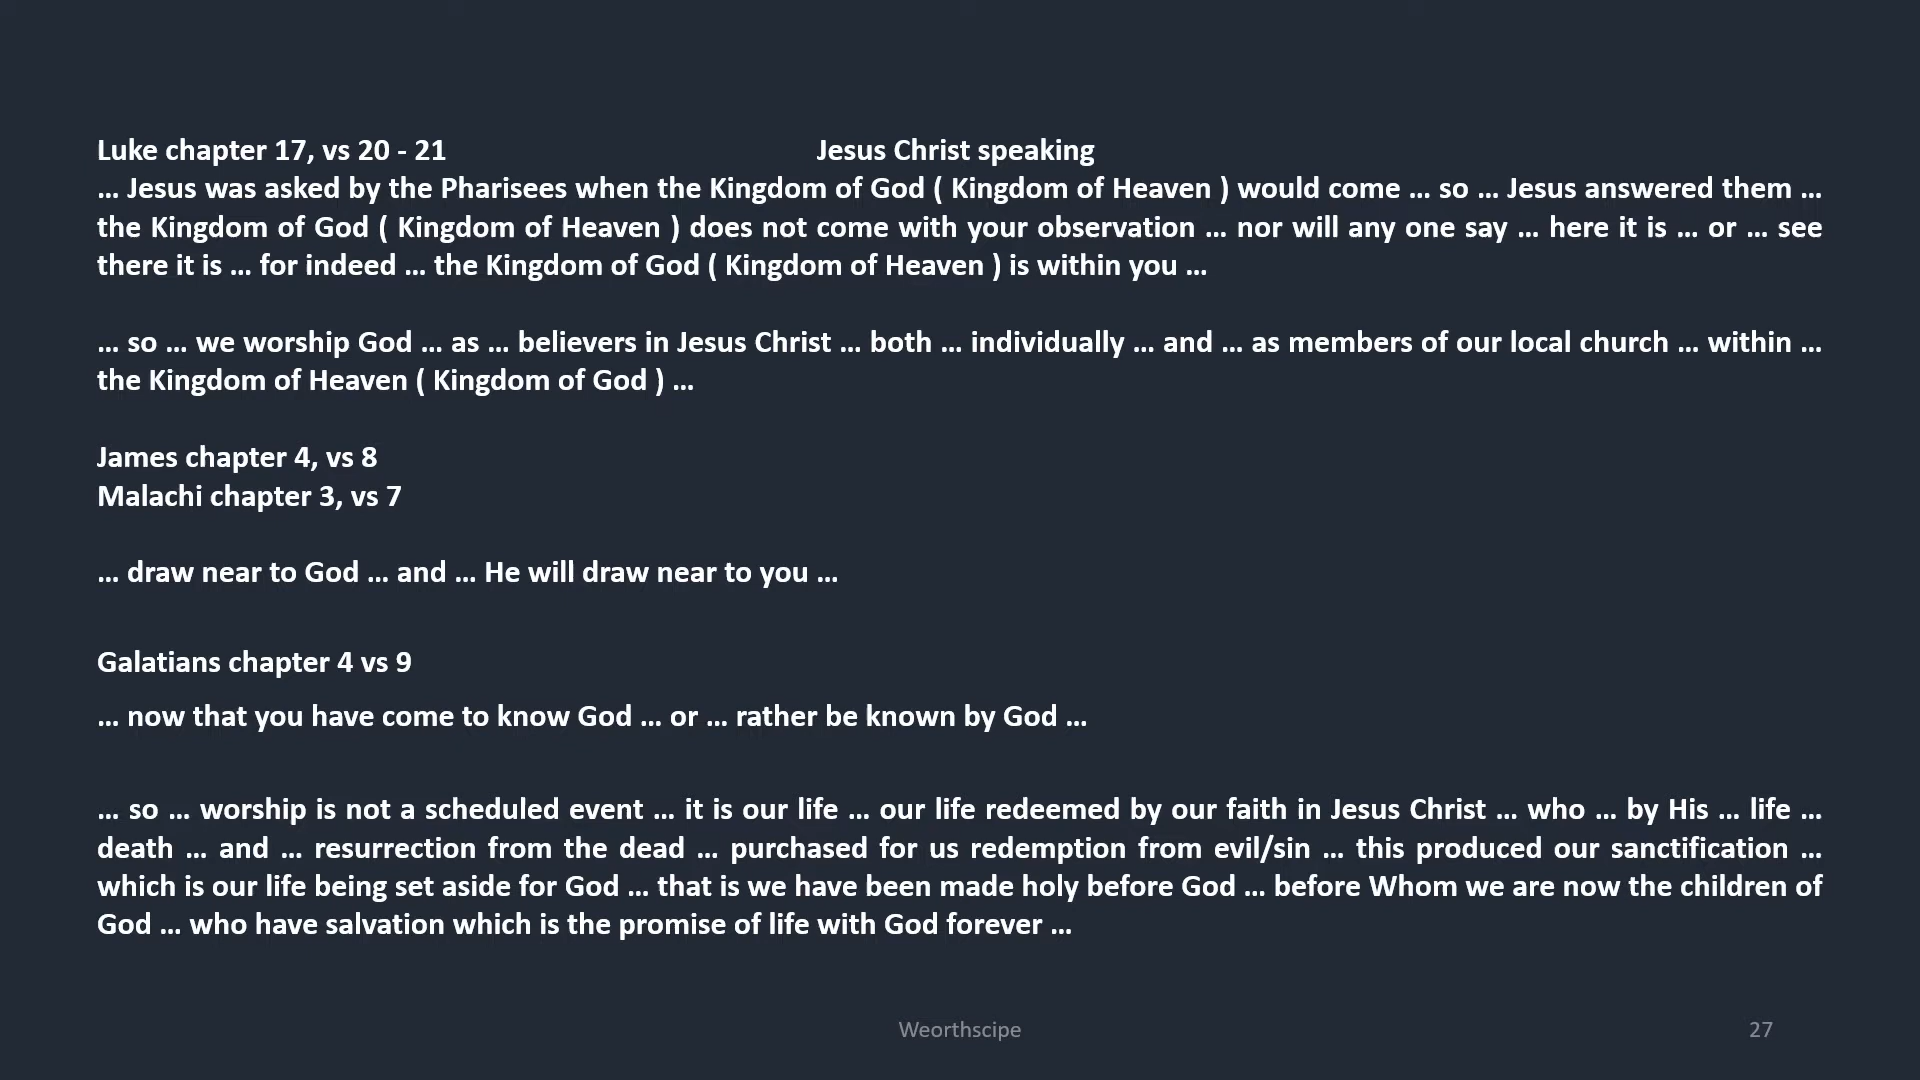 Luke chapter 17, vs 20 - 21 Jesus Christ speaking
... Jesus was asked by the Pharisees when the Kingdom of God ( Kingdom of Heaven ) would come ... so ... Jesus answered them ...
the Kingdom of God ( Kingdom of Heaven ) does not come with your observation ... nor will any one say ... here it is ... or ... see
there it is ... for indeed ... the Kingdom of God ( Kingdom of Heaven ) is within you ...
... so ... we worship God ... as ... believers in Jesus Christ ... both ... individually ... and ... as members of our local church ... within ...
the Kingdom of Heaven ( Kingdom of God ) ...
James chapter 4, vs 8
Malachi chapter 3, vs 7
... draw near to God ... and ... He will draw near to you ...
Galatians chapter 4 vs 9
... now that you have come to know God ... or ... rather be known by God ...
... so ... worship is not a scheduled event ... it is our life ... our life redeemed by our faith in Jesus Christ ... who ... by His ... life ...
death ... and ... resurrection from the dead ... purchased for us redemption from evil/sin ... this produced our sanctification ...
which is our life being set aside for God ... that is we have been made holy before God ... before Whom we are now the children of
God ... who have salvation which is the promise of life with God forever ...
Weorthscipe 27